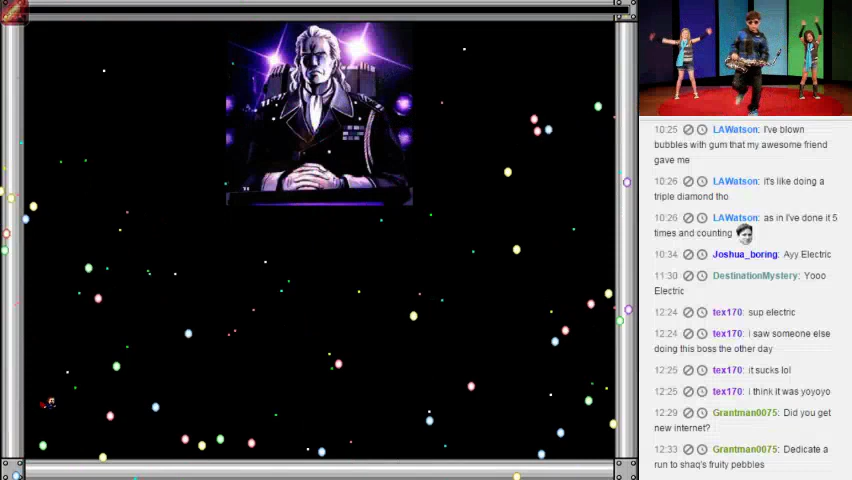 10:25 LAWatson: I've blown
bubbles with gum that my awesome friend
gave me
10:26 LAWatson: it's like doing a
triple diamond tho
10:26 LAWatson: as in I've done it 5
times and counting
10:34 Joshua_boring: Ayy Electric
11:30 DestinationMystery: Yooo
Electric
12:24 tex170: sup electric
12:24 tex170: i saw someone else
doing this boss the other day
12:25 tex170: it sucks lol
12:25 tex170: i think it was yoyoyo
12:29 Grantman0075: Did you get
new internet?
12:33 Grantman0075: Dedicate a
run to shaq's fruity pebbles